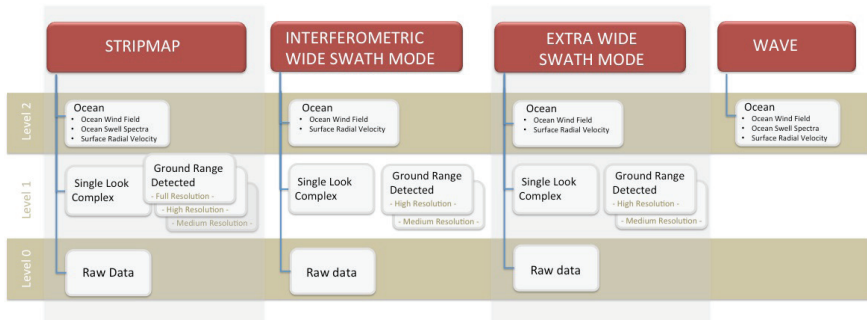 STRIPMAP
INTERFEROMETRIC
WIDE SWATH MODE
EXTRA WIDE
SWATH MODE
WAVE
Level 2
Ocean
• Ocean Wind Field
• Ocean Swell Spectra
• Surface Radial Velocity
Ocean
• Ocean Wind Field
• Surface Radial Velocity
Ocean
• Ocean Wind Field
• Surface Radial Velocity
Ocean
• Ocean Wind Field
• Ocean Swell Spectra
• Surface Radial Velocity
Level 1
Single Look
Complex
Ground Range
Detected
- Full Resolution -
- High Resolution -
- Medium Resolution -
Single Look
Complex
Ground Range
Detected
- High Resolution -
- Medium Resolution -
Single Look
Complex
Ground Range
Detected
- High Resolution -
- Medium Resolution -
Level 0
Raw Data
Raw data
Raw data